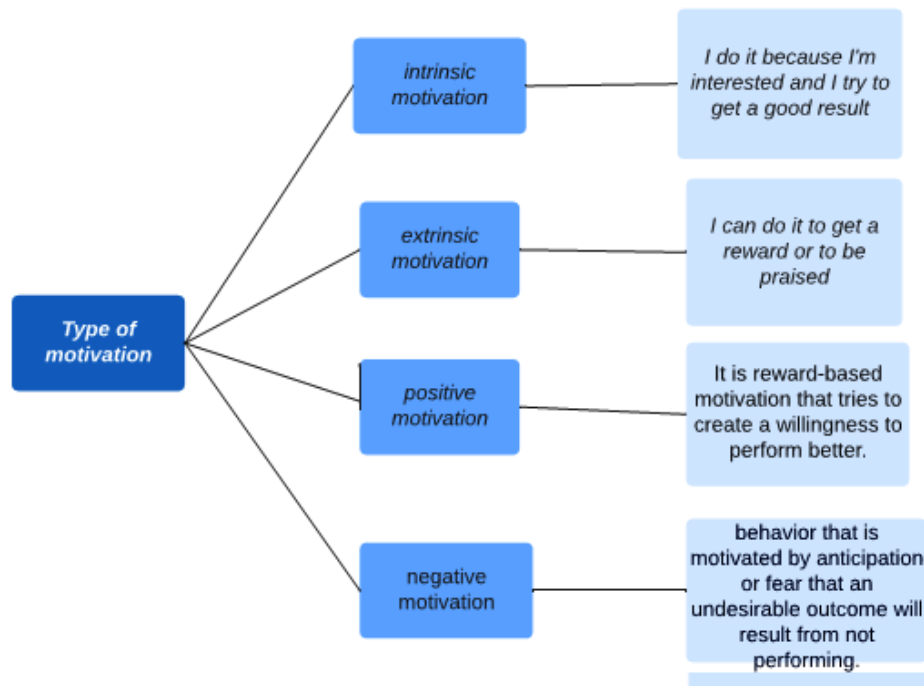 Type of
motivation
intrinsic
motivation
I do it because I'm
interested and I try to
get a good result
extrinsic
motivation
I can do it to get a
reward or to be
praised
positive
motivation
It is reward-based
motivation that tries to
create a willingness to
perform better.
negative
motivation
behavior that is
motivated by anticipation
or fear that an
undesirable outcome will
result from not
performing.